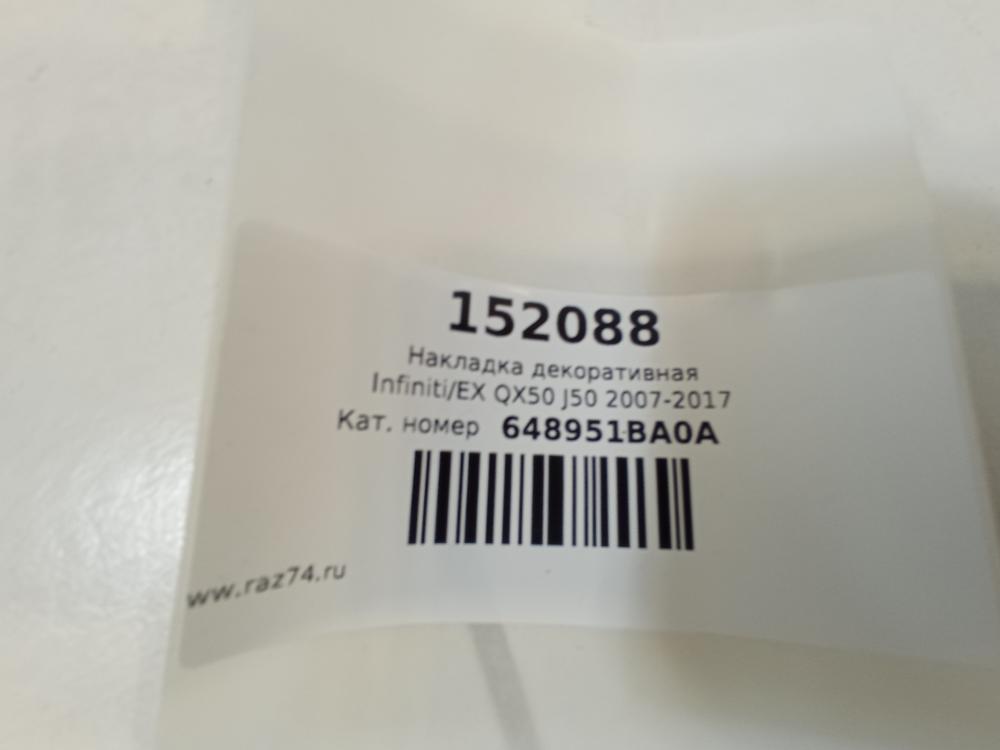 152088
Накладка декоративная
Infiniti/EX QX50 J50 2007-2017
Кат. номер 648951BA0A
www.raz74.ru